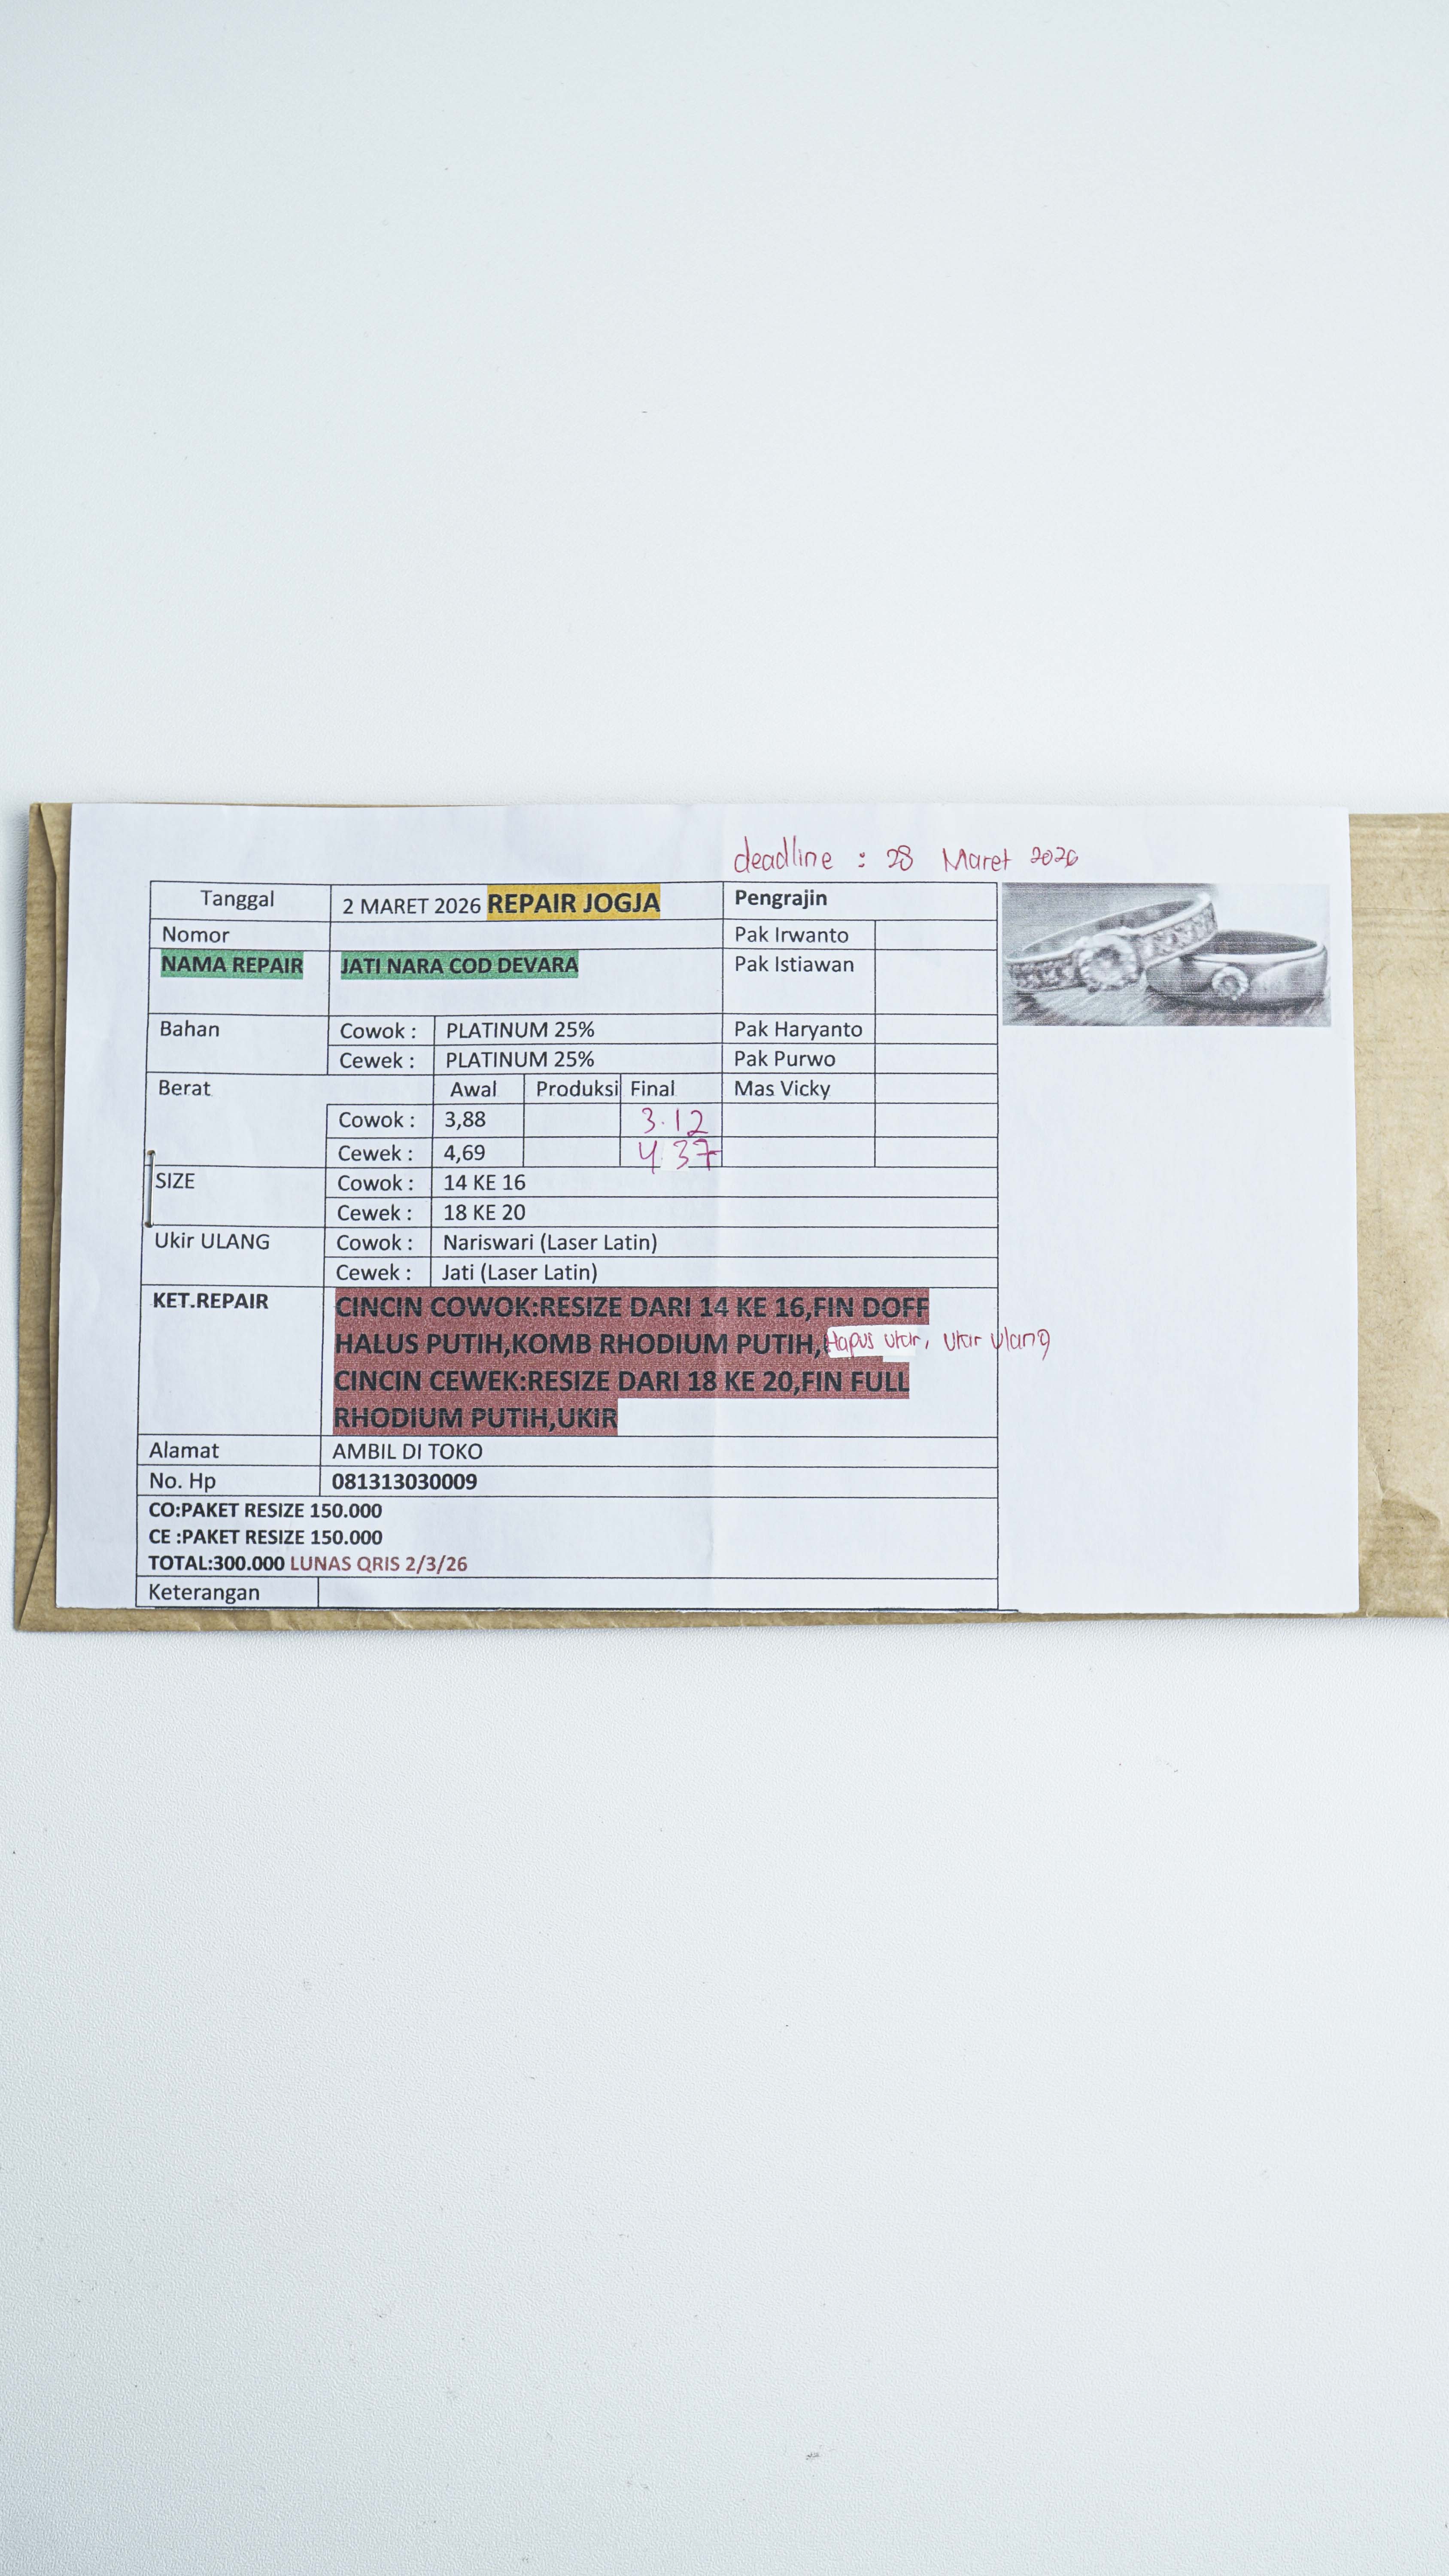 deadline : 28 Maret 2026
Tanggal 2 MARET 2026 REPAIR JOGJA Pengrajin
Nomor Pak Irwanto
NAMA REPAIR JATI NARA COD DEVARA Pak Istiawan
Bahan Cowok : PLATINUM 25% Pak Haryanto
Cewek : PLATINUM 25% Pak Purwo
Berat Awal Produksi Final Mas Vicky
Cowok : 3,88 3.12
Cewek : 4,69 4.37
SIZE Cowok : 14 KE 16
Cewek : 18 KE 20
Ukir ULANG Cowok : Nariswari (Laser Latin)
Cewek : Jati (Laser Latin)
KET.REPAIR CINCIN COWOK:RESIZE DARI 14 KE 16,FIN DOFF
HALUS PUTIH,KOMB RHODIUM PUTIH, Hapus ukir, Ukir Ulang
CINCIN CEWEK:RESIZE DARI 18 KE 20,FIN FULL
RHODIUM PUTIH,UKIR
Alamat AMBIL DI TOKO
No. Hp 081313030009
CO:PAKET RESIZE 150.000
CE :PAKET RESIZE 150.000
TOTAL:300.000 LUNAS QRIS 2/3/26
Keterangan